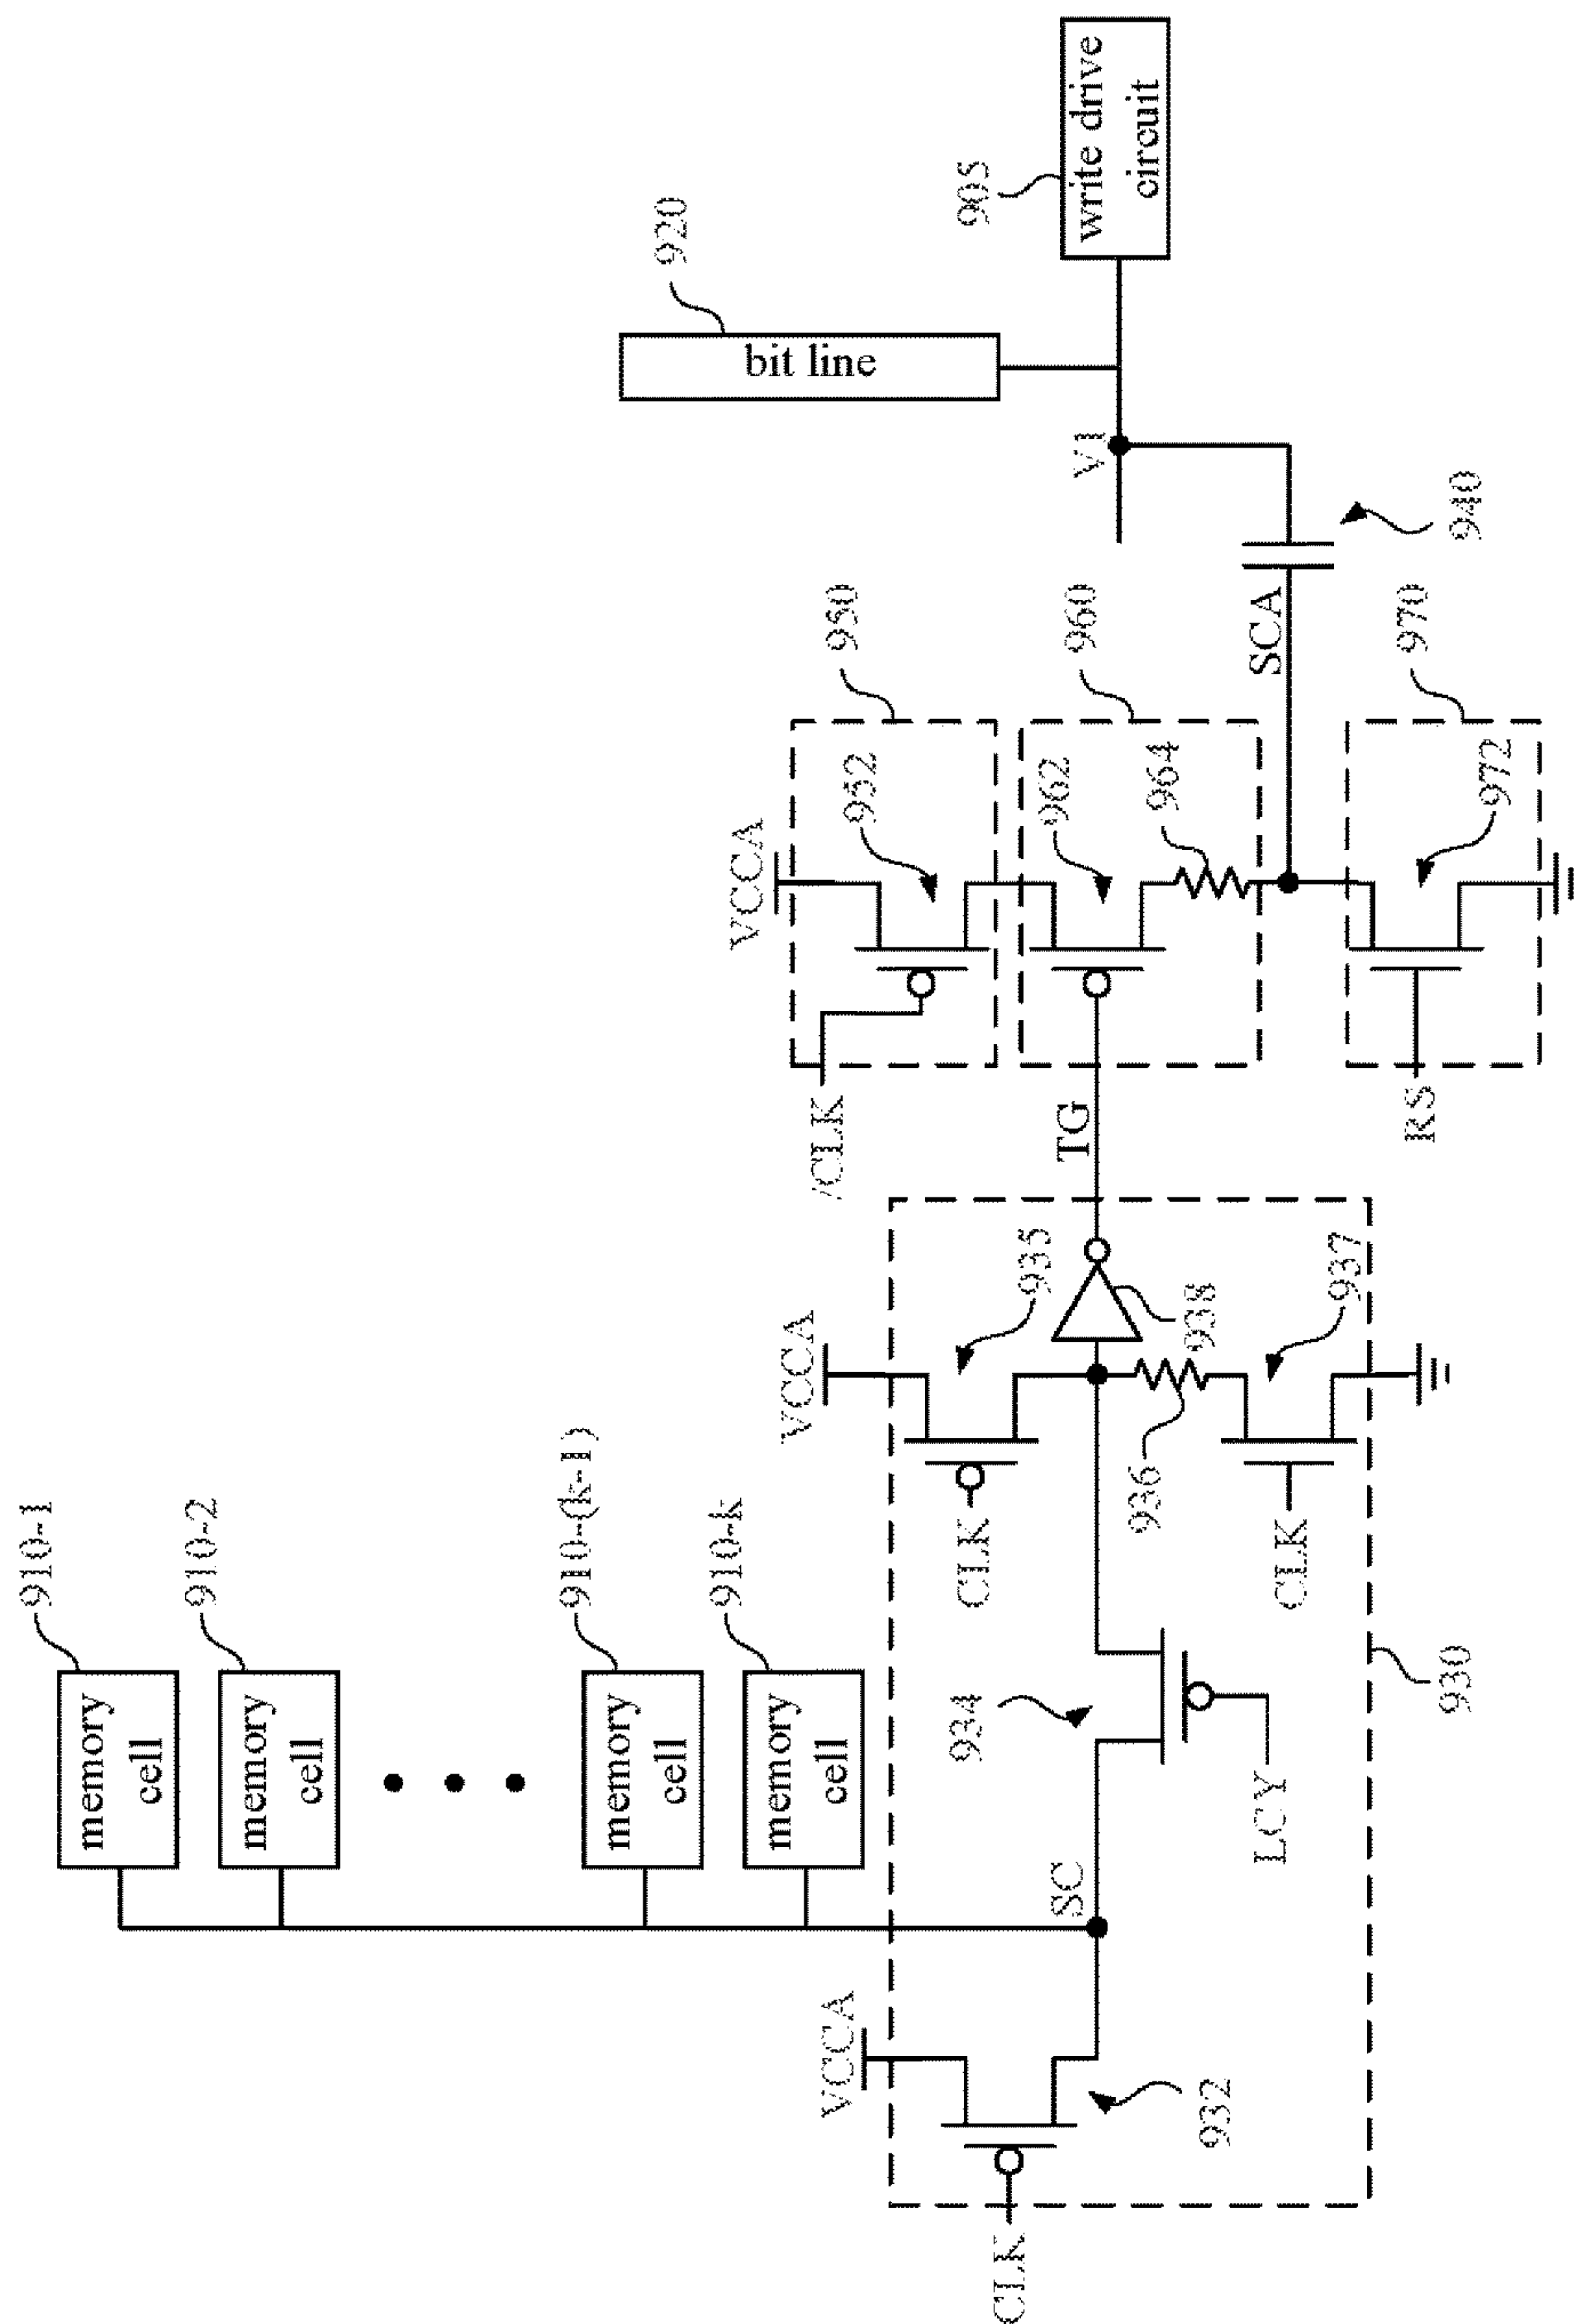 910-1
memory
cell
910-2
memory
cell
910-(k-1)
memory
cell
910-k
memory
cell
920
bit line
VCCA
950
952
/CLK
VCCA
VCCA
935
CLK
SC
934
TG
962
960
V1
905
write drive
circuit
CLK
932
LCY
936
938
CLK
937
930
964
SCA
940
RS
972
970